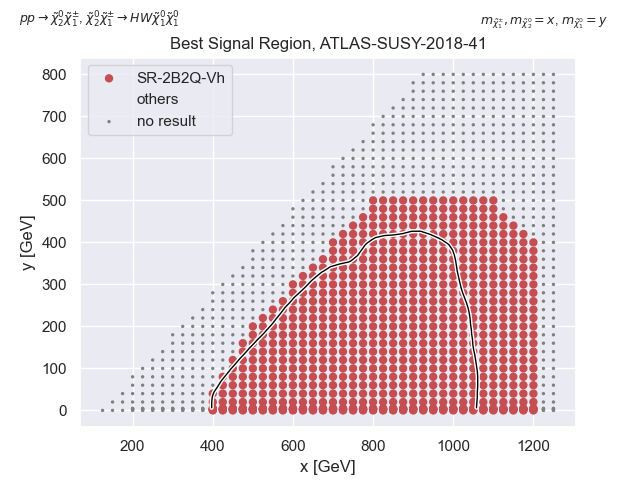 pp → χ̃⁰₂χ̃±₁, χ̃⁰₂χ̃±₁ → HWχ̃⁰₁χ̃⁰₁
m_χ̃±₁, m_χ̃⁰₂ = x, m_χ̃⁰₁ = y
Best Signal Region, ATLAS-SUSY-2018-41
SR-2B2Q-Vh
others
no result
y [GeV]
800
700
600
500
400
300
200
100
0
200
400
600
800
1000
1200
x [GeV]